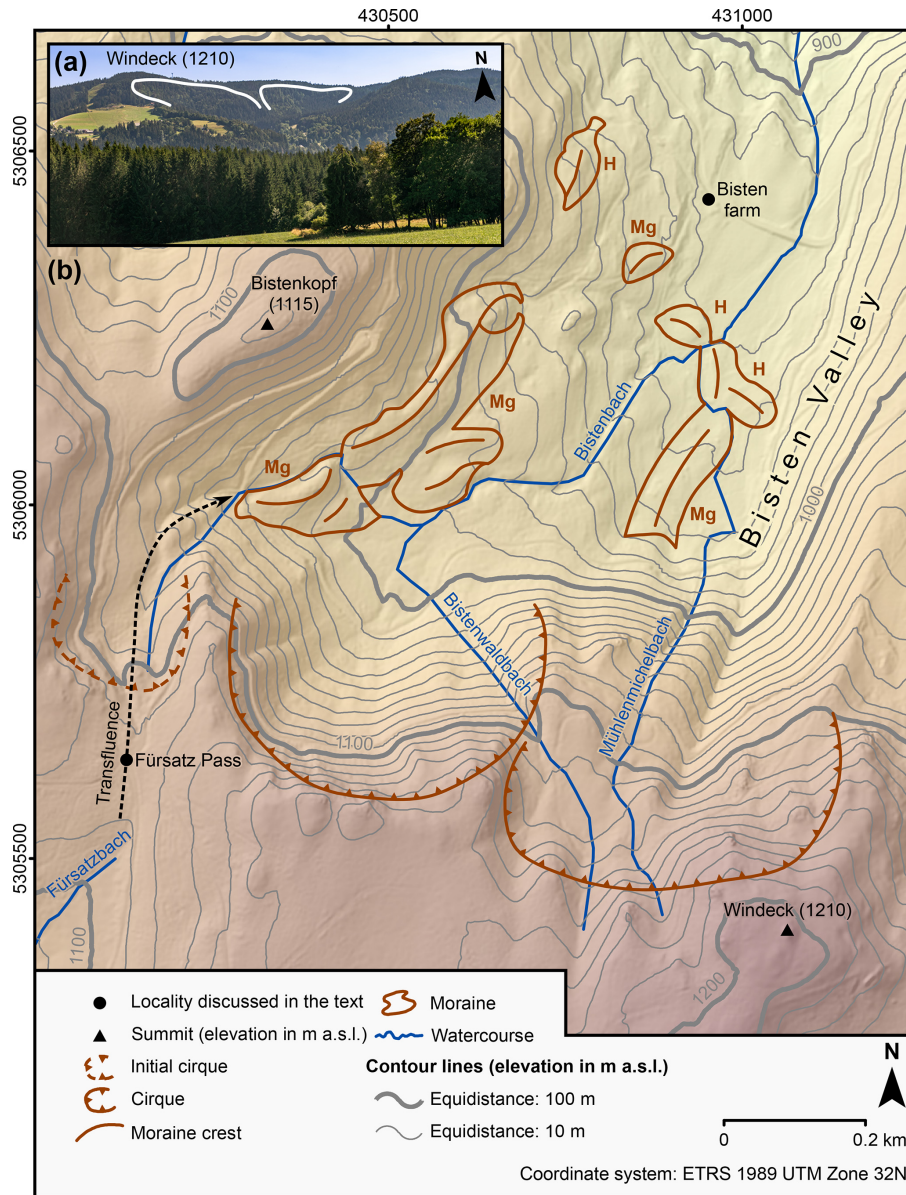 430500
431000
(a)
Windeck (1210)
N
900
5306500
H
Bisten
farm
Mg
(b)
Bistenkopf
(1115)
1100
H
H
Mg
Bistenbach
Bisten Valley
Mg
5306000
1000
Mg
Bistenwaldbach
Mühlenmichelbach
Transfluence
1100
Fürsatz Pass
Fürsatzbach
5305500
Windeck (1210)
1100
1200
Locality discussed in the text
Summit (elevation in m a.s.l.)
Initial cirque
Cirque
Moraine crest
Moraine
Watercourse
Contour lines (elevation in m a.s.l.)
Equidistance: 100 m
Equidistance: 10 m
N
0 0.2 km
Coordinate system: ETRS 1989 UTM Zone 32N